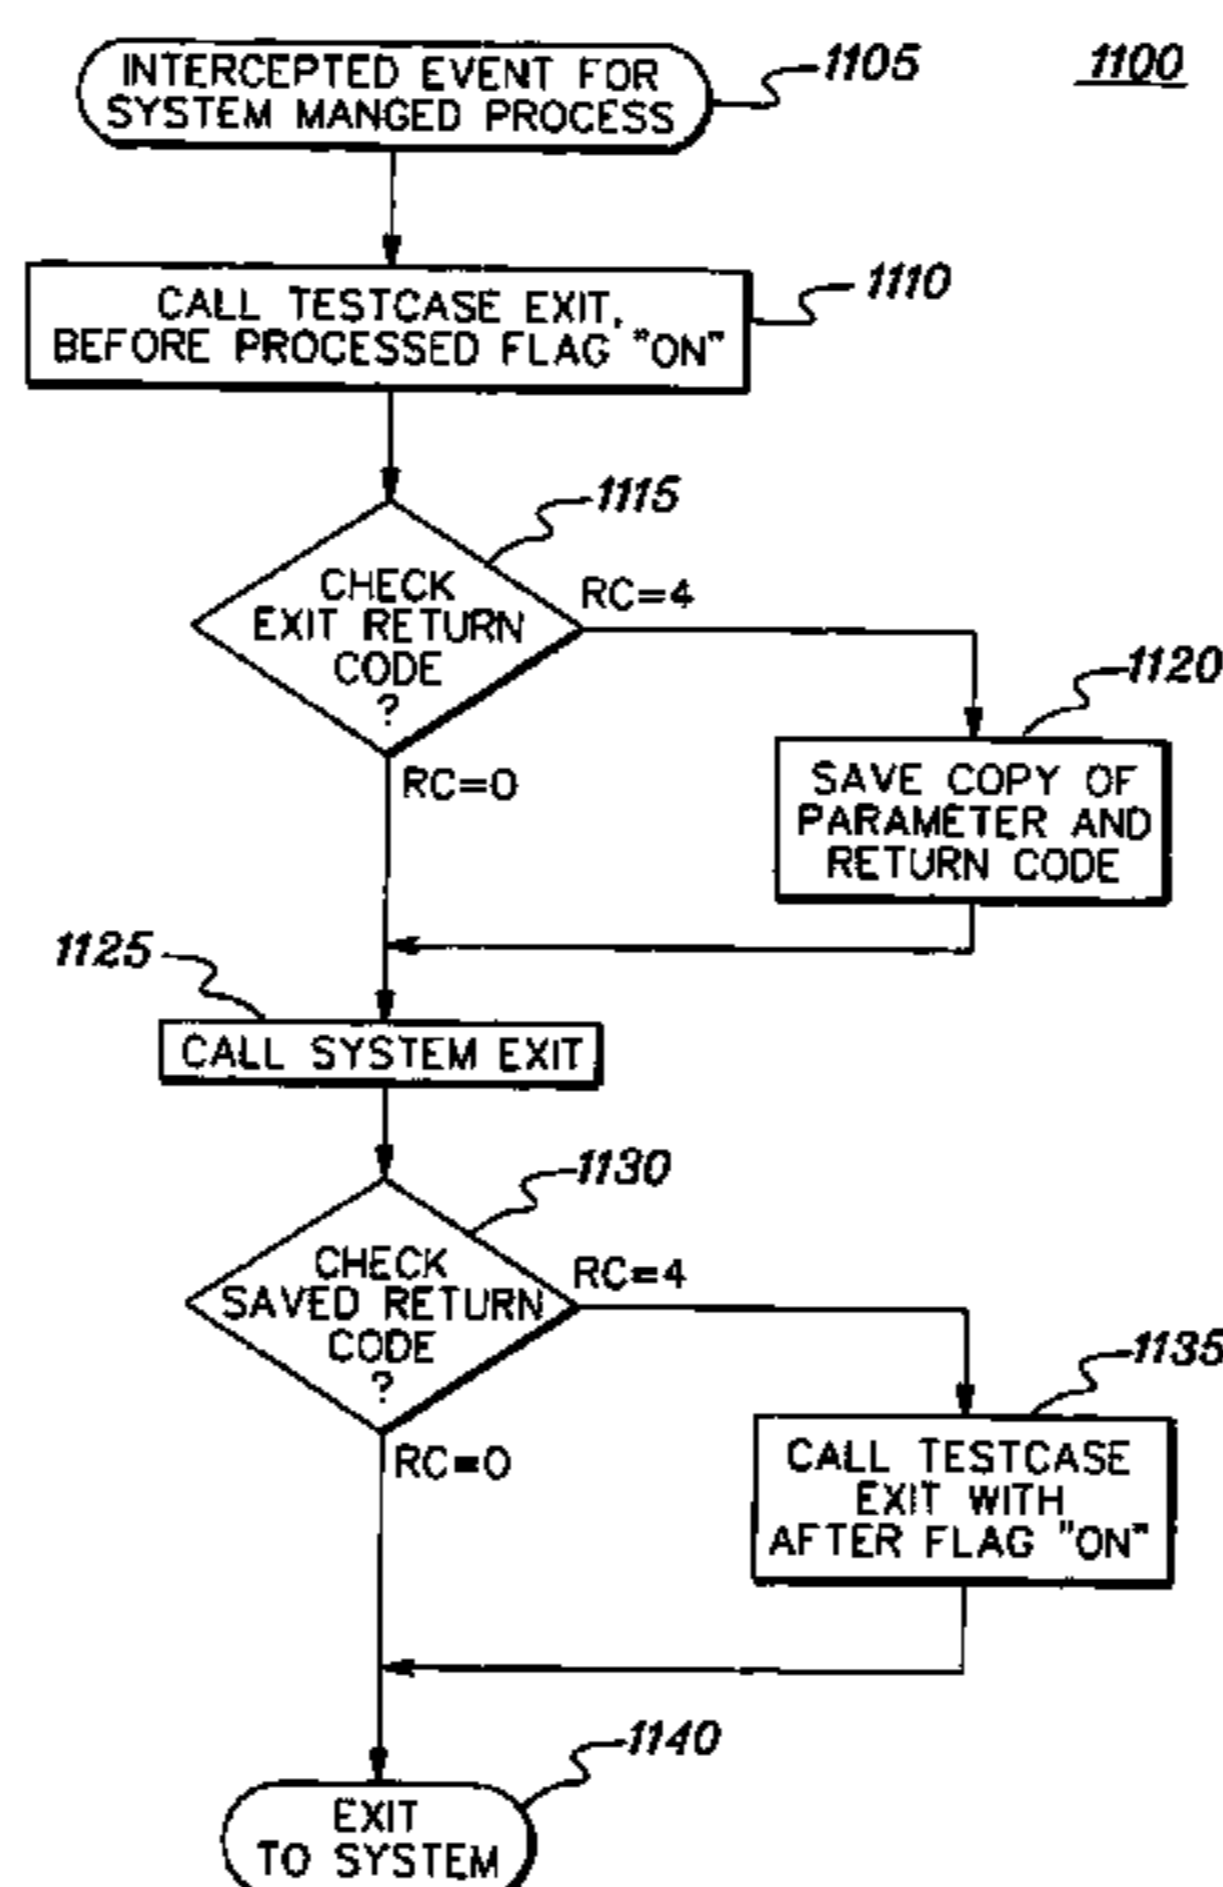 INTERCEPTED EVENT FOR
SYSTEM MANGED PROCESS
1105
1100
CALL TESTCASE EXIT,
BEFORE PROCESSED FLAG "ON"
1110
CHECK
EXIT RETURN
CODE
?
1115
RC=4
RC=0
SAVE COPY OF
PARAMETER AND
RETURN CODE
1120
1125
CALL SYSTEM EXIT
1130
CHECK
SAVED RETURN
CODE
?
RC=4
RC=0
1135
CALL TESTCASE
EXIT WITH
AFTER FLAG "ON"
1140
EXIT
TO SYSTEM